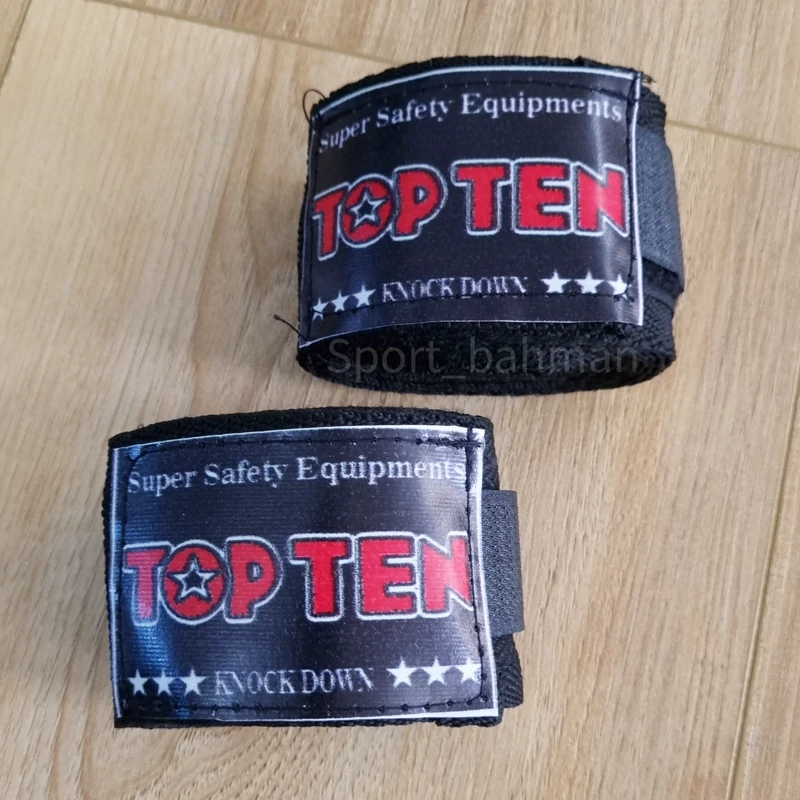 Super Safety Equipments
TOP TEN
★★★ KNOCK DOWN ★★★
Sport_bahman
Super Safety Equipments
TOP TEN
★★★ KNOCK DOWN ★★★